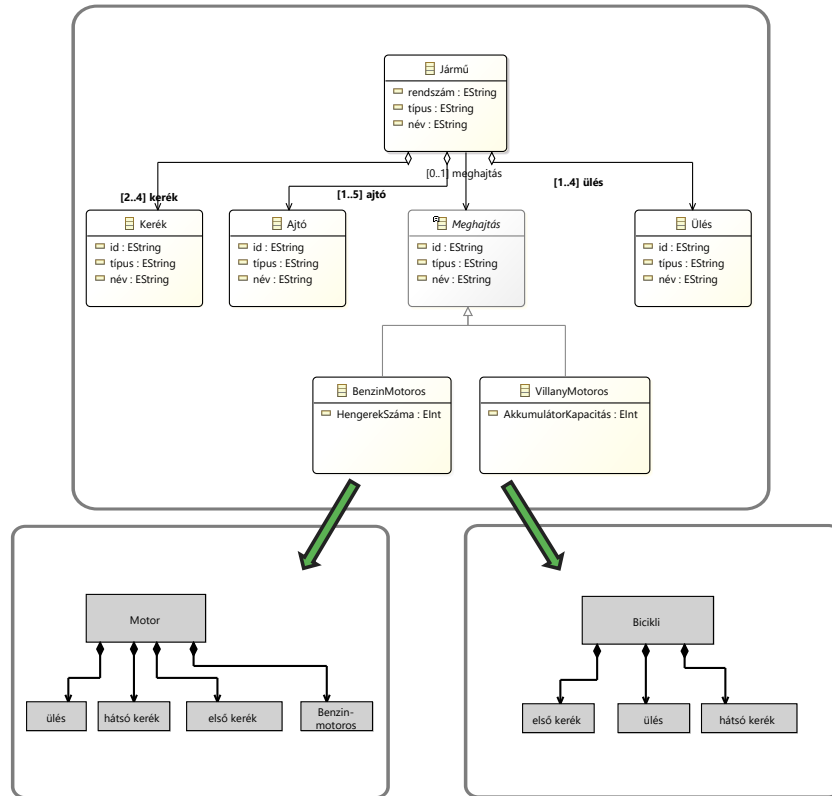 Jármű
rendszám : EString
típus : EString
név : EString
[0..1] meghajtás
[2..4] kerék
[1..5] ajtó
[1..4] ülés
Kerék
id : EString
típus : EString
név : EString
Ajtó
id : EString
típus : EString
név : EString
Meghajtás
id : EString
típus : EString
név : EString
Ülés
id : EString
típus : EString
név : EString
BenzinMotoros
HengerekSzáma : EInt
VillanyMotoros
AkkumulátorKapacitás : EInt
Motor
ülés
hátsó kerék
első kerék
Benzin-
motoros
Bicikli
első kerék
ülés
hátsó kerék